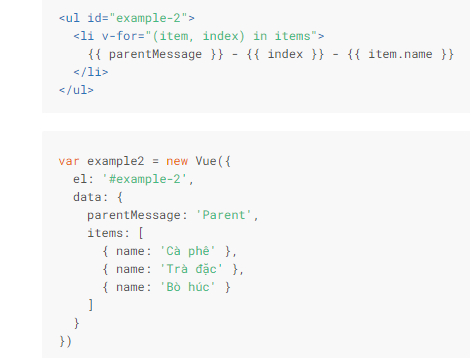 <ul id="example-2">
  <li v-for="(item, index) in items">
    {{ parentMessage }} - {{ index }} - {{ item.name }}
  </li>
</ul>
var example2 = new Vue({
  el: '#example-2',
  data: {
    parentMessage: 'Parent',
    items: [
      { name: 'Cà phê' },
      { name: 'Trà đặc' },
      { name: 'Bò húc' }
    ]
  }
})